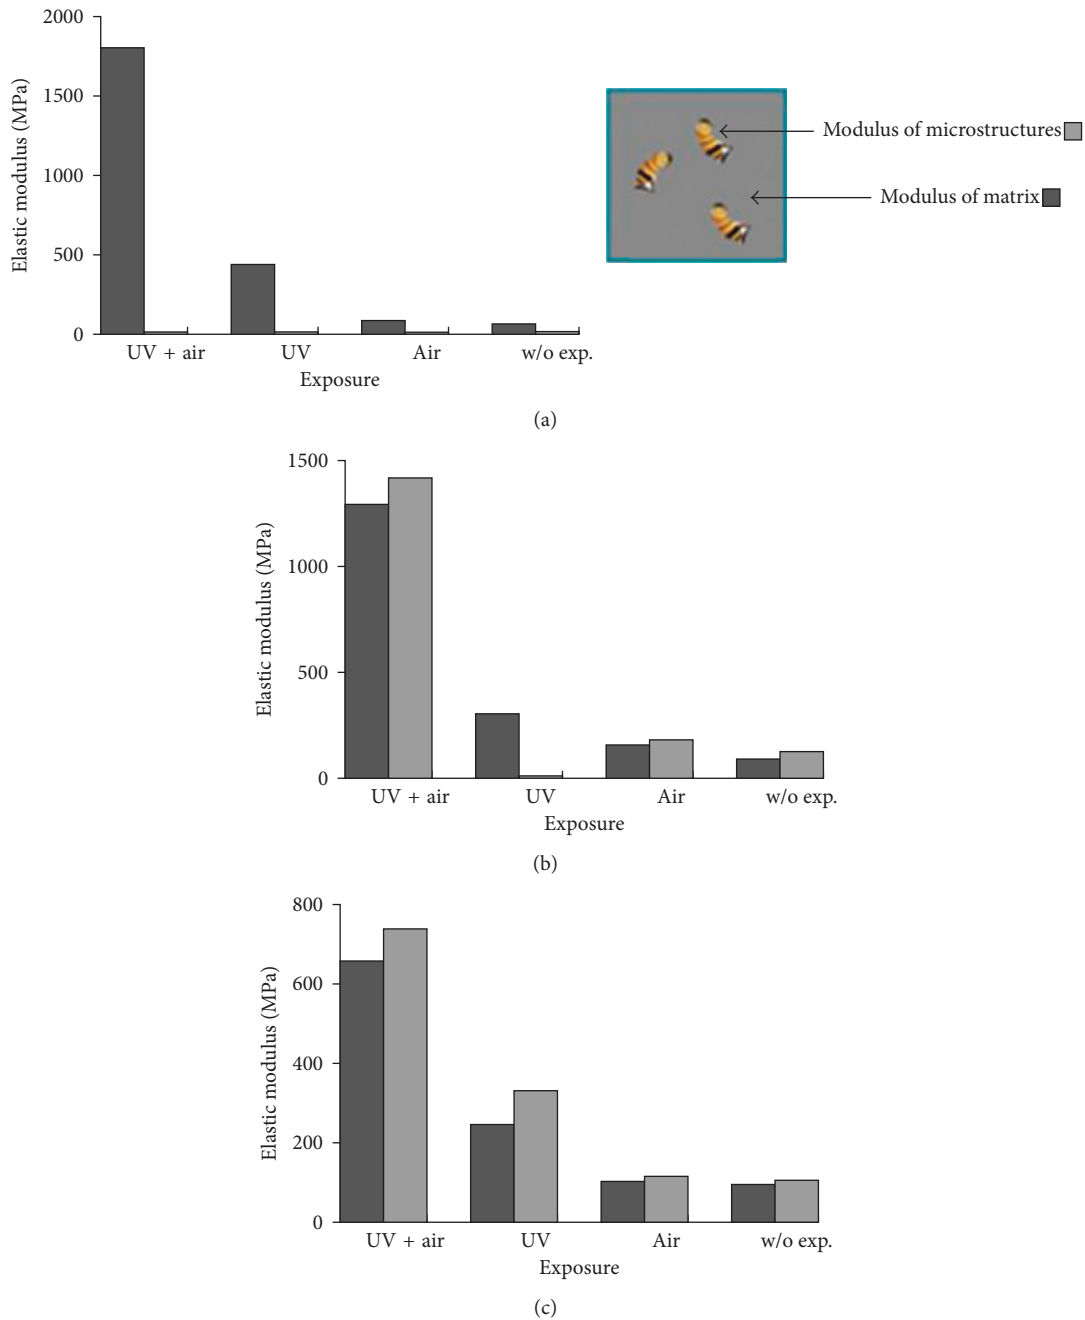 2000
1500
1000
500
0
Elastic modulus (MPa)
UV + air UV Air w/o exp.
Exposure
Modulus of microstructures
Modulus of matrix
(a)
1500
1000
500
0
Elastic modulus (MPa)
UV + air UV Air w/o exp.
Exposure
(b)
800
600
400
200
0
Elastic modulus (MPa)
UV + air UV Air w/o exp.
Exposure
(c)